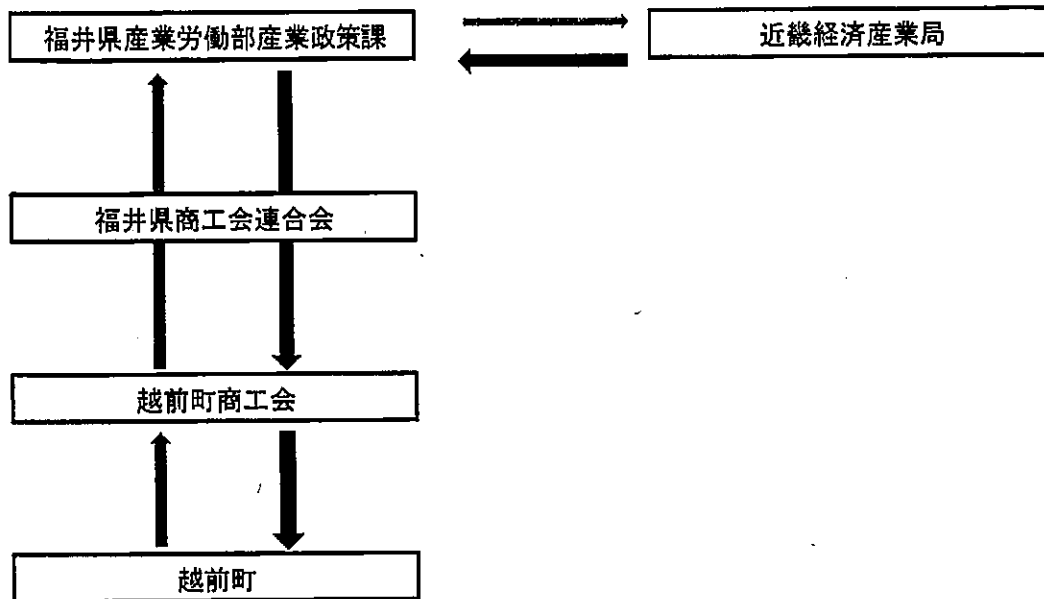 福井県産業労働部産業政策課
近畿経済産業局
福井県商工会連合会
越前町商工会
越前町